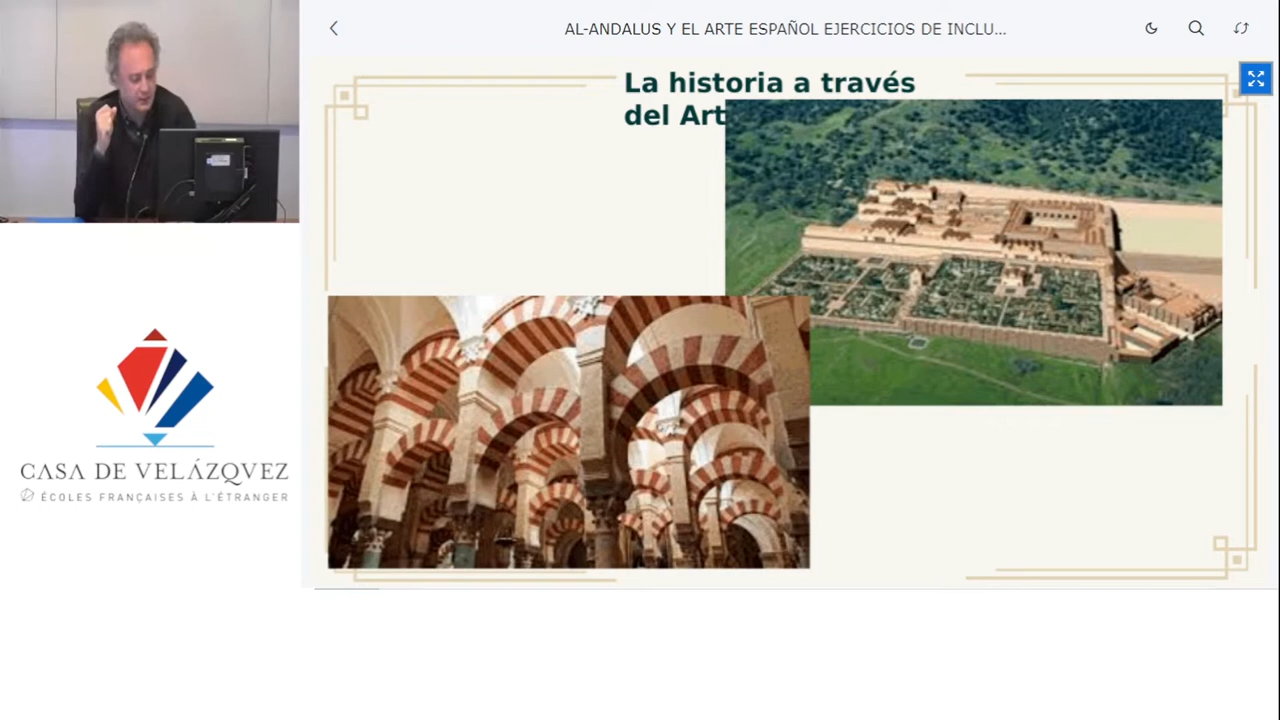 AL-ANDALUS Y EL ARTE ESPAÑOL EJERCICIOS DE INCLU...
La historia a través
del Art
CASA DE VELÁZQVEZ
ÉCOLES FRANÇAISES À L'ÉTRANGER